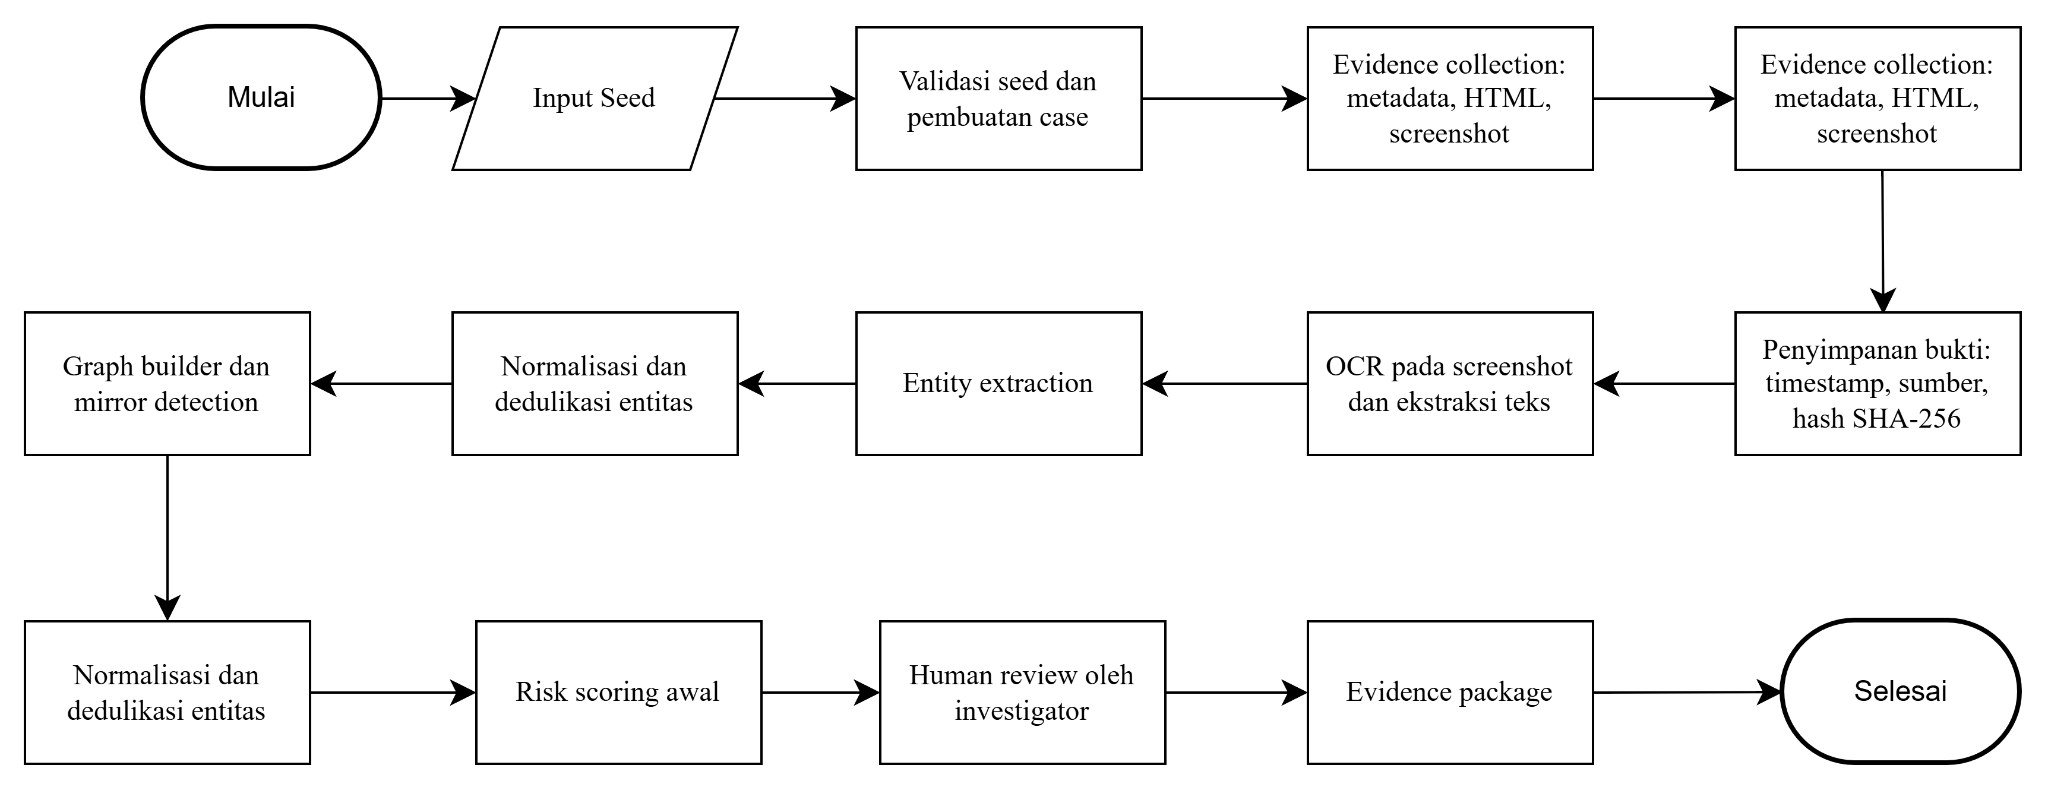 Mulai
Input Seed
Validasi seed dan
pembuatan case
Evidence collection:
metadata, HTML,
screenshot
Evidence collection:
metadata, HTML,
screenshot
Penyimpanan bukti:
timestamp, sumber,
hash SHA-256
OCR pada screenshot
dan ekstraksi teks
Entity extraction
Normalisasi dan
dedulikasi entitas
Graph builder dan
mirror detection
Normalisasi dan
dedulikasi entitas
Risk scoring awal
Human review oleh
investigator
Evidence package
Selesai